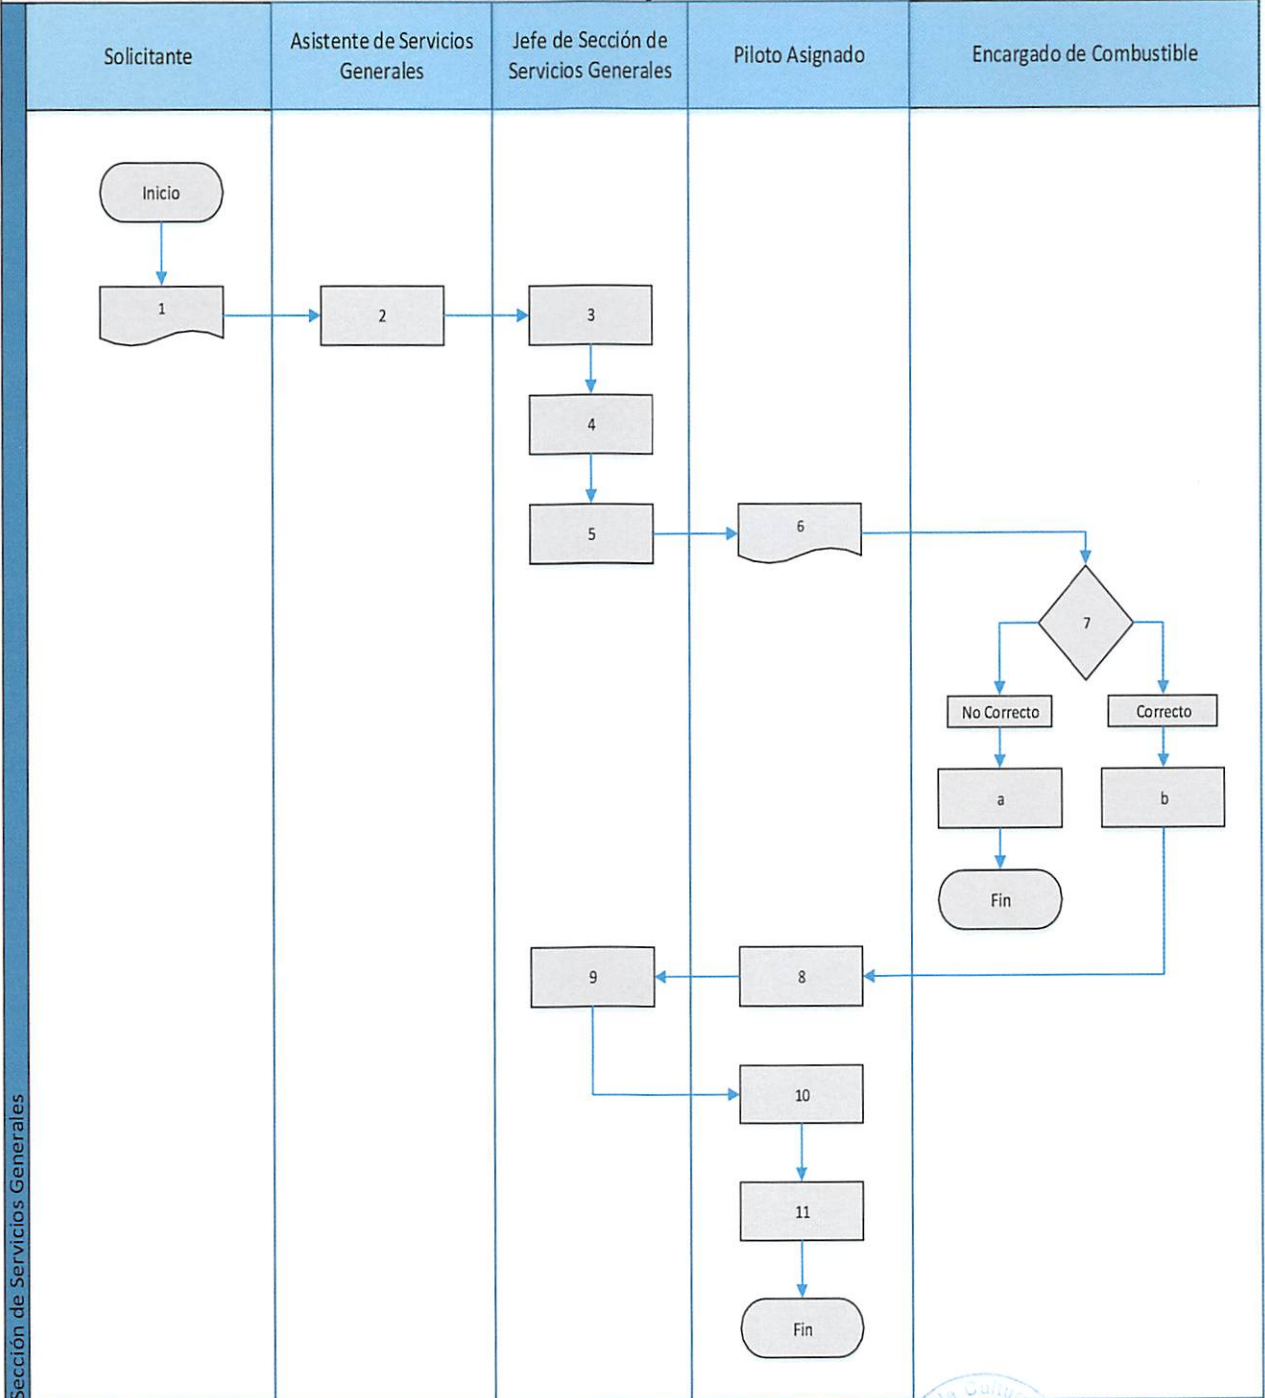 Solicitante
Asistente de Servicios
Generales
Jefe de Sección de
Servicios Generales
Piloto Asignado
Encargado de Combustible
Sección de Servicios Generales
Inicio
1
2
3
4
5
6
7
No Correcto
Correcto
a
b
Fin
9
8
10
11
Fin